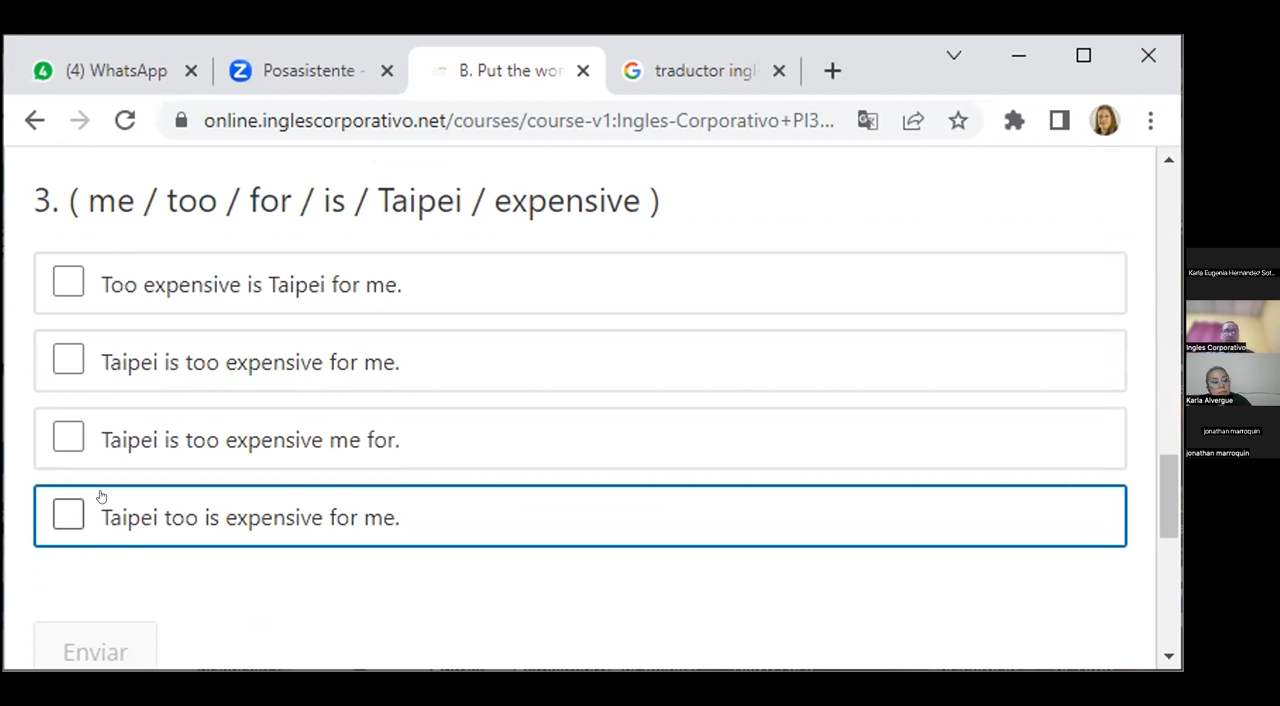 (4) WhatsApp
Posasistente -
B. Put the wor
traductor ingl
online.inglescorporativo.net/courses/course-v1:Ingles-Corporativo+PI3...
3. ( me / too / for / is / Taipei / expensive )
Too expensive is Taipei for me.
Taipei is too expensive for me.
Taipei is too expensive me for.
Taipei too is expensive for me.
Enviar
Karla Eugenia Hernandez Sot...
Ingles Corporativo
Karla Alvergue
jonathan marroquin
jonathan marroquin